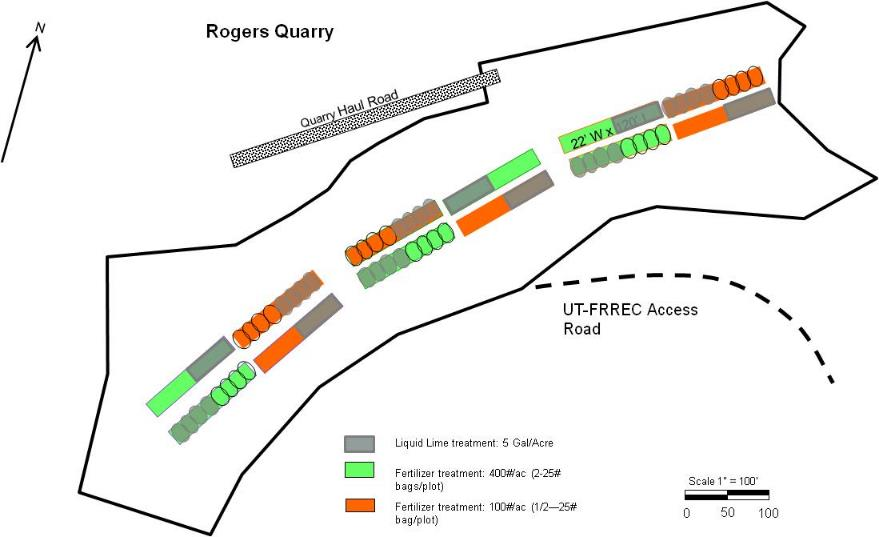 N
Rogers Quarry
Quarry Haul Road
22' W x 120' L
UT-FRREC Access
Road
Liquid Lime treatment: 5 Gal/Acre
Fertilizer treatment: 400#/ac (2-25#
bags/plot)
Fertilizer treatment: 100#/ac (1/2—25#
bag/plot)
Scale 1" = 100'
0 50 100